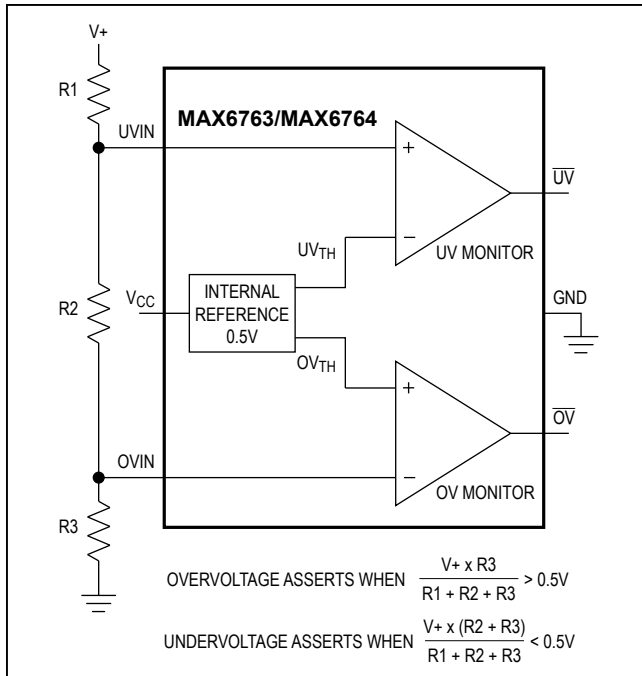 V+
R1
UVIN
MAX6763/MAX6764
+
−
U̅V̅
UV MONITOR
UVTH
VCC
INTERNAL
REFERENCE
0.5V
GND
R2
OVTH
+
−
O̅V̅
OV MONITOR
OVIN
R3
OVERVOLTAGE ASSERTS WHEN V+ x R3 / R1 + R2 + R3 > 0.5V
UNDERVOLTAGE ASSERTS WHEN V+ x (R2 + R3) / R1 + R2 + R3 < 0.5V